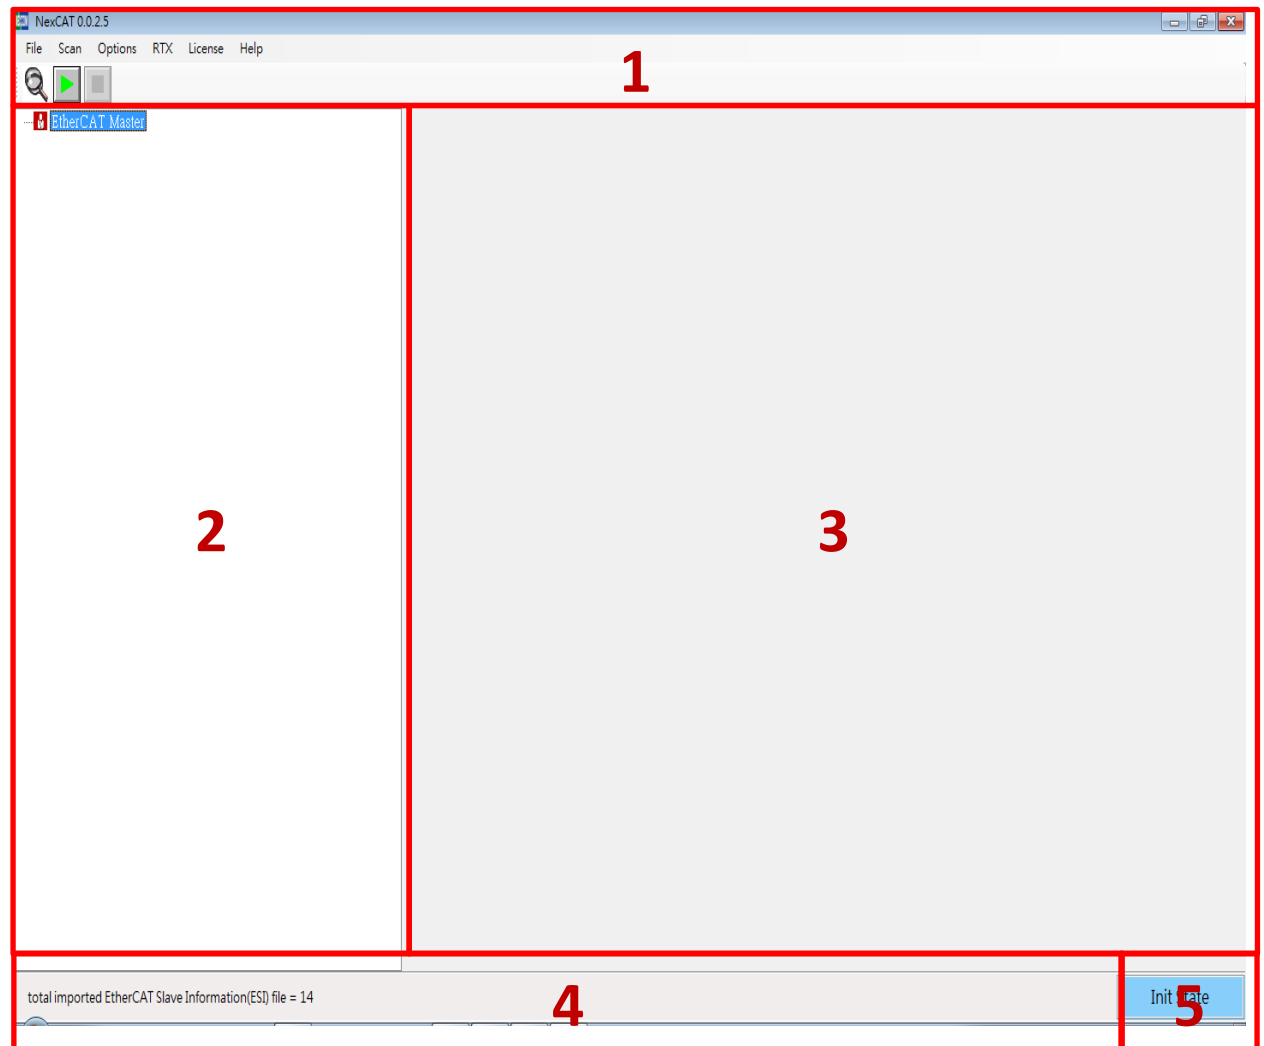 NexCAT 0.0.2.5
File Scan Options RTX License Help
1
EtherCAT Master
2
3
total imported EtherCAT Slave Information(ESI) file = 14
4
Init State
5